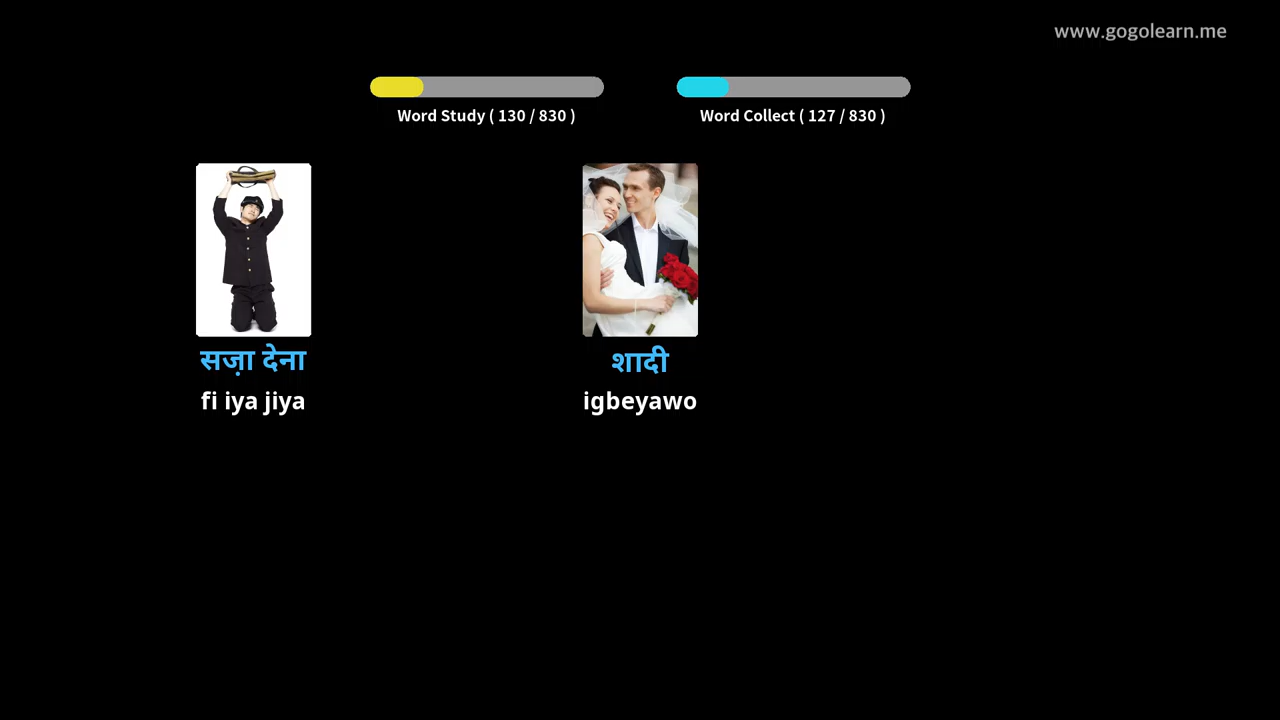 www.gogolearn.me
Word Study ( 130 / 830 )
Word Collect ( 127 / 830 )
सज़ा देना
fi iya jiya
शादी
igbeyawo